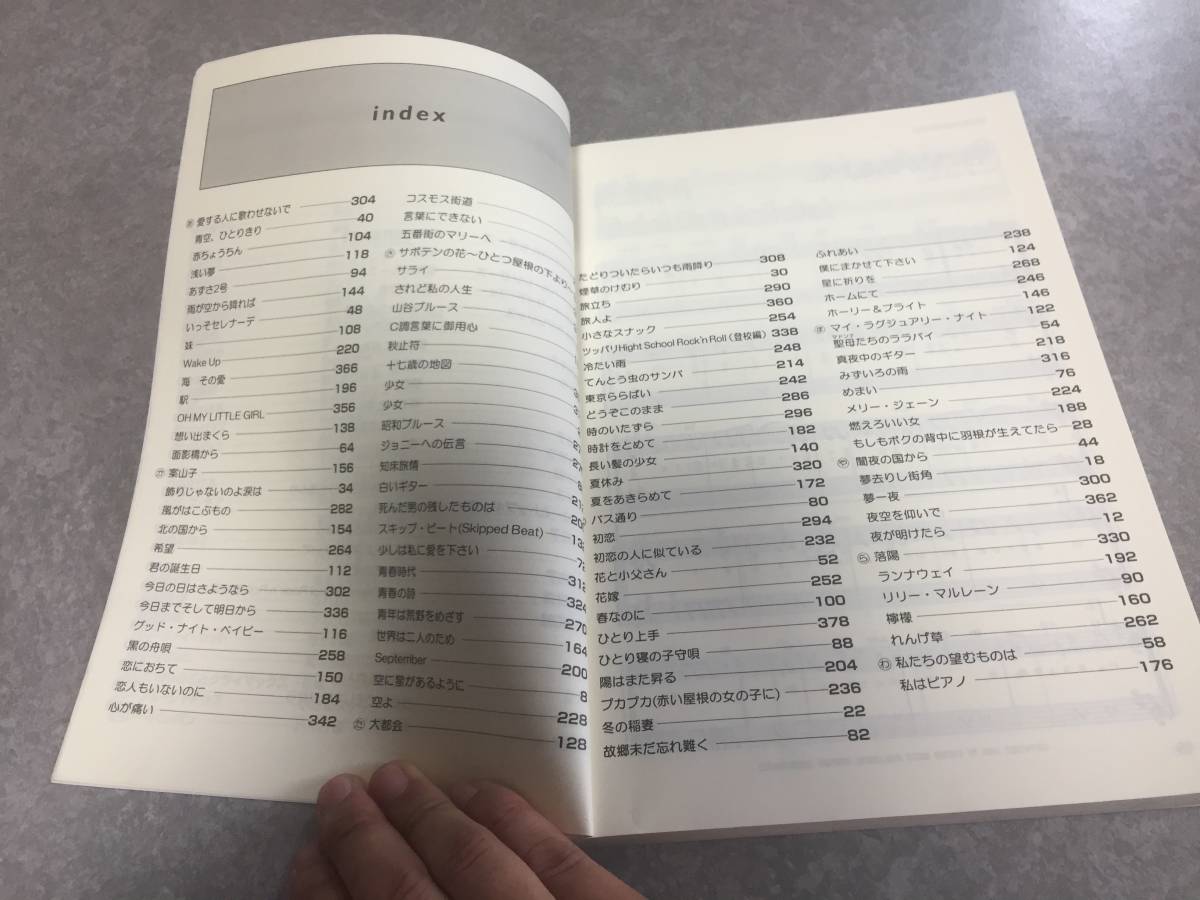 index
あ 愛する人に歌わせないで 304
青空、ひとりきり 40
赤ちょうちん 104
浅い夢 118
あずさ2号 94
雨が空から降れば 144
いっそセレナーデ 48
妹 108
Wake Up 220
海 その愛 366
駅 196
OH MY LITTLE GIRL 356
想い出まくら 138
面影橋から 64
か 案山子 156
飾りじゃないのよ涙は 34
風がはこぶもの 282
北の国から 154
希望 264
君の誕生日 112
今日の日はさようなら 302
今日までそして明日から 336
グッド・ナイト・ベイビー 116
黒の舟唄 258
恋におちて 150
恋人もいないのに 184
心が痛い 342
コスモス街道
言葉にできない
五番街のマリーへ
さ サボテンの花〜ひとつ屋根の下より〜
サライ
されど私の人生
山谷ブルース
C調言葉に御用心
秋止符
十七歳の地図
少女
少女
昭和ブルース
ジョニーへの伝言
知床旅情
白いギター
死んだ男の残したものは
スキップ・ビート(Skipped Beat)
少しは私に愛を下さい
青春時代 312
青春の詩 324
青年は荒野をめざす 270
世界は二人のため 164
September 200
空に星があるように 8
空よ 228
た 大都会 128
たどりついたらいつも雨降り 308
煙草のけむり 30
旅立ち 290
旅人よ 360
小さなスナック 254
ツッパリHight School Rock'n Roll（登校編） 338
冷たい雨 248
てんとう虫のサンバ 214
東京ららばい 242
どうぞこのまま 286
時のいたずら 296
時計をとめて 182
長い髪の少女 140
夏休み 320
夏をあきらめて 172
バス通り 80
初恋 294
初恋の人に似ている 232
花と小父さん 52
花嫁 252
春なのに 100
ひとり上手 378
ひとり寝の子守唄 88
陽はまた昇る 204
プカプカ(赤い屋根の女の子に) 236
冬の稲妻 22
故郷未だ忘れ難く 82
ふれあい 238
僕にまかせて下さい 124
星に祈りを 268
ホームにて 246
ホーリー＆ブライト 146
ま マイ・ラグジュアリー・ナイト 122
聖母たちのララバイ 54
真夜中のギター 218
みずいろの雨 316
めまい 76
メリー・ジェーン 224
燃えろいい女 188
もしもボクの背中に羽根が生えてたら 28
や 闇夜の国から 44
夢去りし街角 18
夢一夜 300
夜空を仰いで 362
夜が明けたら 12
ら 落陽 330
ランナウェイ 192
リリー・マルレーン 90
檸檬 160
れんげ草 262
わ 私たちの望むものは 58
私はピアノ 176